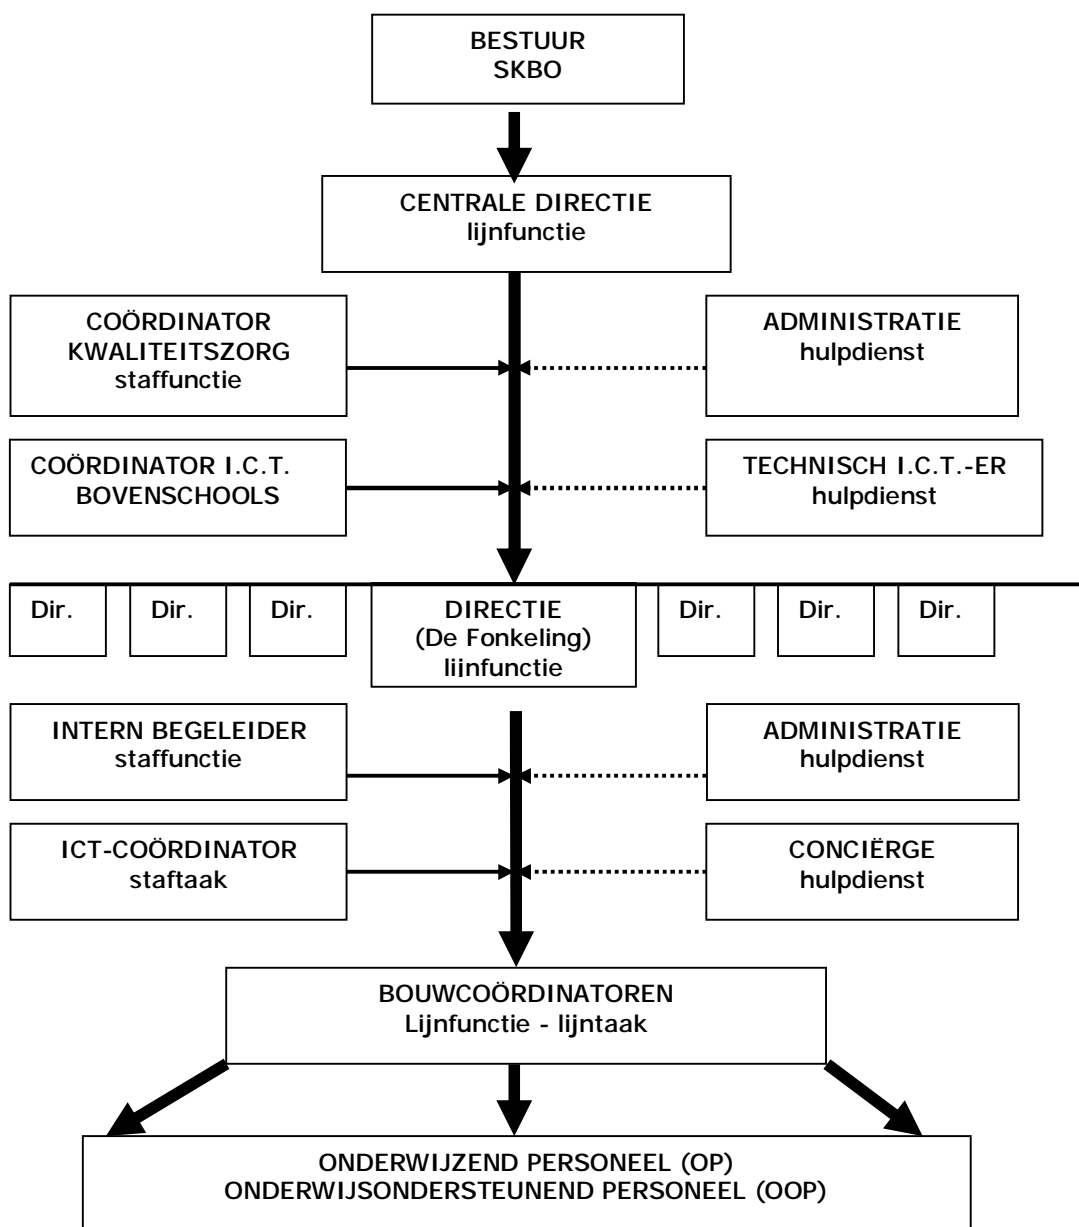 BESTUUR
SKBO
CENTRALE DIRECTIE
lijnfunctie
COÖRDINATOR
KWALITEITSZORG
staffunctie
ADMINISTRATIE
hulpdienst
COÖRDINATOR I.C.T.
BOVENSCHOOLS
TECHNISCH I.C.T.-ER
hulpdienst
Dir.
Dir.
Dir.
DIRECTIE
(De Fonkeling)
lijnfunctie
Dir.
Dir.
Dir.
INTERN BEGELEIDER
staffunctie
ADMINISTRATIE
hulpdienst
ICT-COÖRDINATOR
staftaak
CONCIËRGE
hulpdienst
BOUWCOÖRDINATOREN
Lijnfunctie - lijntaak
ONDERWIJZEND PERSONEEL (OP)
ONDERWIJSONDERSTEUNEND PERSONEEL (OOP)